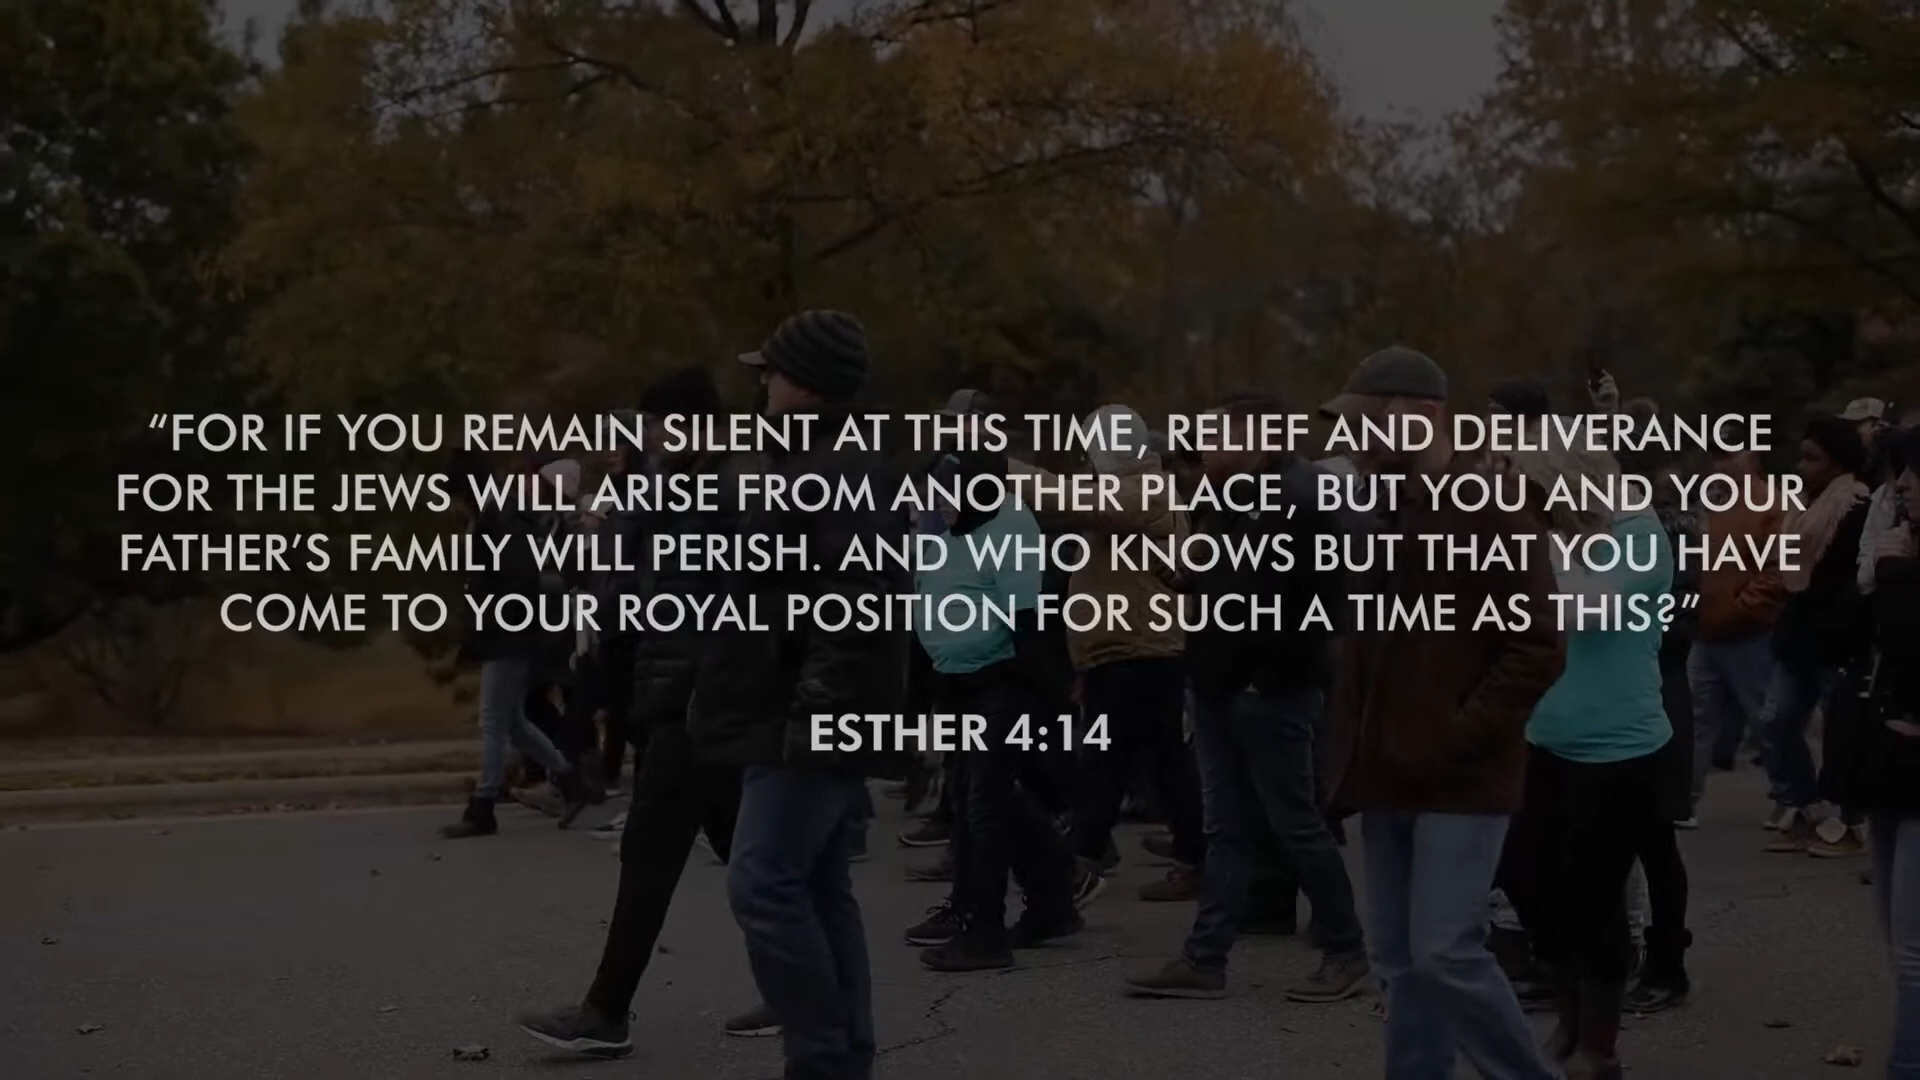 “FOR IF YOU REMAIN SILENT AT THIS TIME, RELIEF AND DELIVERANCE
FOR THE JEWS WILL ARISE FROM ANOTHER PLACE, BUT YOU AND YOUR
FATHER’S FAMILY WILL PERISH. AND WHO KNOWS BUT THAT YOU HAVE
COME TO YOUR ROYAL POSITION FOR SUCH A TIME AS THIS?”
ESTHER 4:14